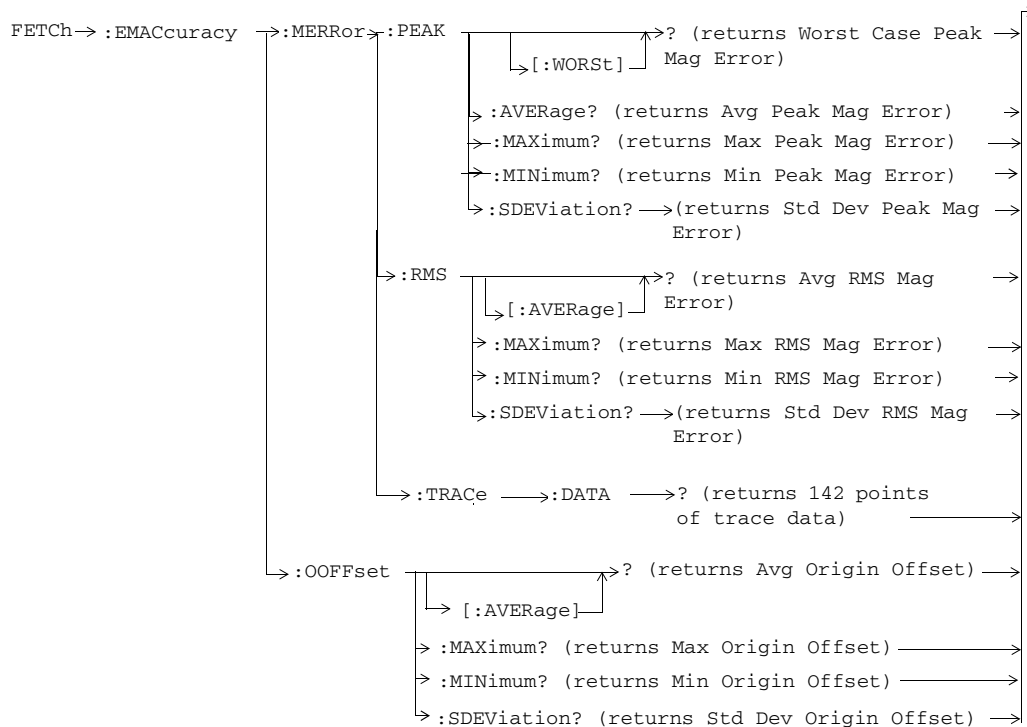 FETCh :EMACcuracy :MERRor :PEAK ? (returns Worst Case Peak
[:WORSt] Mag Error)
:AVERage? (returns Avg Peak Mag Error)
:MAXimum? (returns Max Peak Mag Error)
:MINimum? (returns Min Peak Mag Error)
:SDEViation? (returns Std Dev Peak Mag
Error)
:RMS ? (returns Avg RMS Mag
[:AVERage] Error)
:MAXimum? (returns Max RMS Mag Error)
:MINimum? (returns Min RMS Mag Error)
:SDEViation? (returns Std Dev RMS Mag
Error)
:TRACe :DATA ? (returns 142 points
of trace data)
:OOFFset ? (returns Avg Origin Offset)
[:AVERage]
:MAXimum? (returns Max Origin Offset)
:MINimum? (returns Min Origin Offset)
:SDEViation? (returns Std Dev Origin Offset)